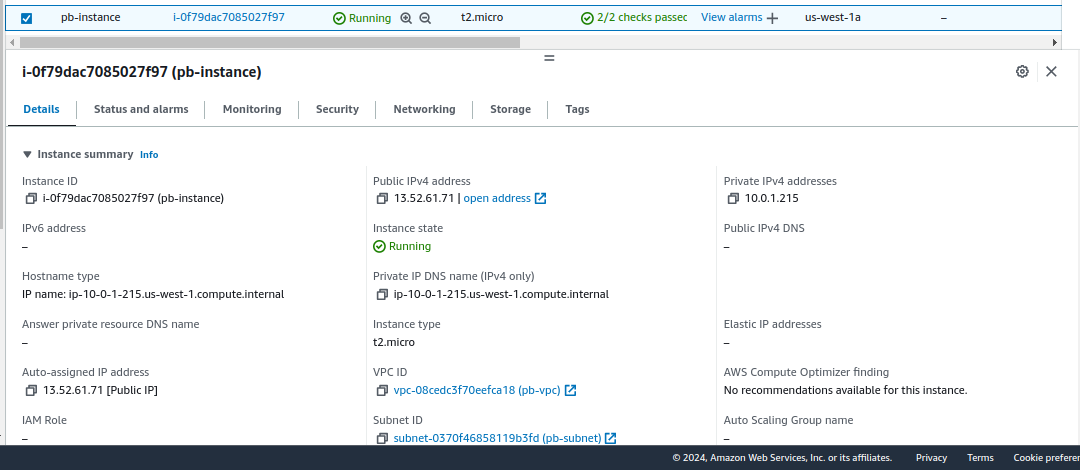 pb-instance i-0f79dac7085027f97 Running t2.micro 2/2 checks passec View alarms us-west-1a –
i-0f79dac7085027f97 (pb-instance)
Details Status and alarms Monitoring Security Networking Storage Tags
Instance summary Info
Instance ID
i-0f79dac7085027f97 (pb-instance)
Public IPv4 address
13.52.61.71 | open address
Private IPv4 addresses
10.0.1.215
IPv6 address
–
Instance state
Running
Public IPv4 DNS
–
Hostname type
IP name: ip-10-0-1-215.us-west-1.compute.internal
Private IP DNS name (IPv4 only)
ip-10-0-1-215.us-west-1.compute.internal
Answer private resource DNS name
–
Instance type
t2.micro
Elastic IP addresses
–
Auto-assigned IP address
13.52.61.71 [Public IP]
VPC ID
vpc-08cedc3f70eefca18 (pb-vpc)
AWS Compute Optimizer finding
No recommendations available for this instance.
IAM Role
–
Subnet ID
subnet-0370f46858119b3fd (pb-subnet)
Auto Scaling Group name
–
© 2024, Amazon Web Services, Inc. or its affiliates. Privacy Terms Cookie preferen